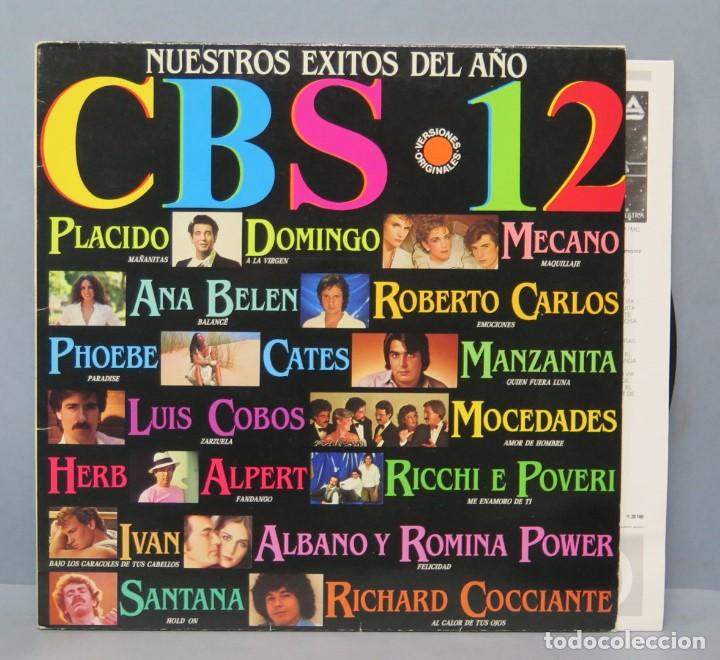 NUESTROS EXITOS DEL AÑO
CBS·12
VERSIONES ORIGINALES
PLACIDO DOMINGO MECANO
MAÑANITAS A LA VIRGEN MAQUILLAJE
ANA BELEN ROBERTO CARLOS
BALANCÊ EMOCIONES
PHOEBE CATES MANZANITA
PARADISE QUIEN FUERA LUNA
LUIS COBOS MOCEDADES
ZARZUELA AMOR DE HOMBRE
HERB ALPERT RICCHI E POVERI
FANDANGO ME ENAMORO DE TI
IVAN ALBANO Y ROMINA POWER
BAJO LOS CARACOLES DE TUS CABELLOS FELICIDAD
SANTANA RICHARD COCCIANTE
HOLD ON AL CALOR DE TUS OJOS
todocoleccion